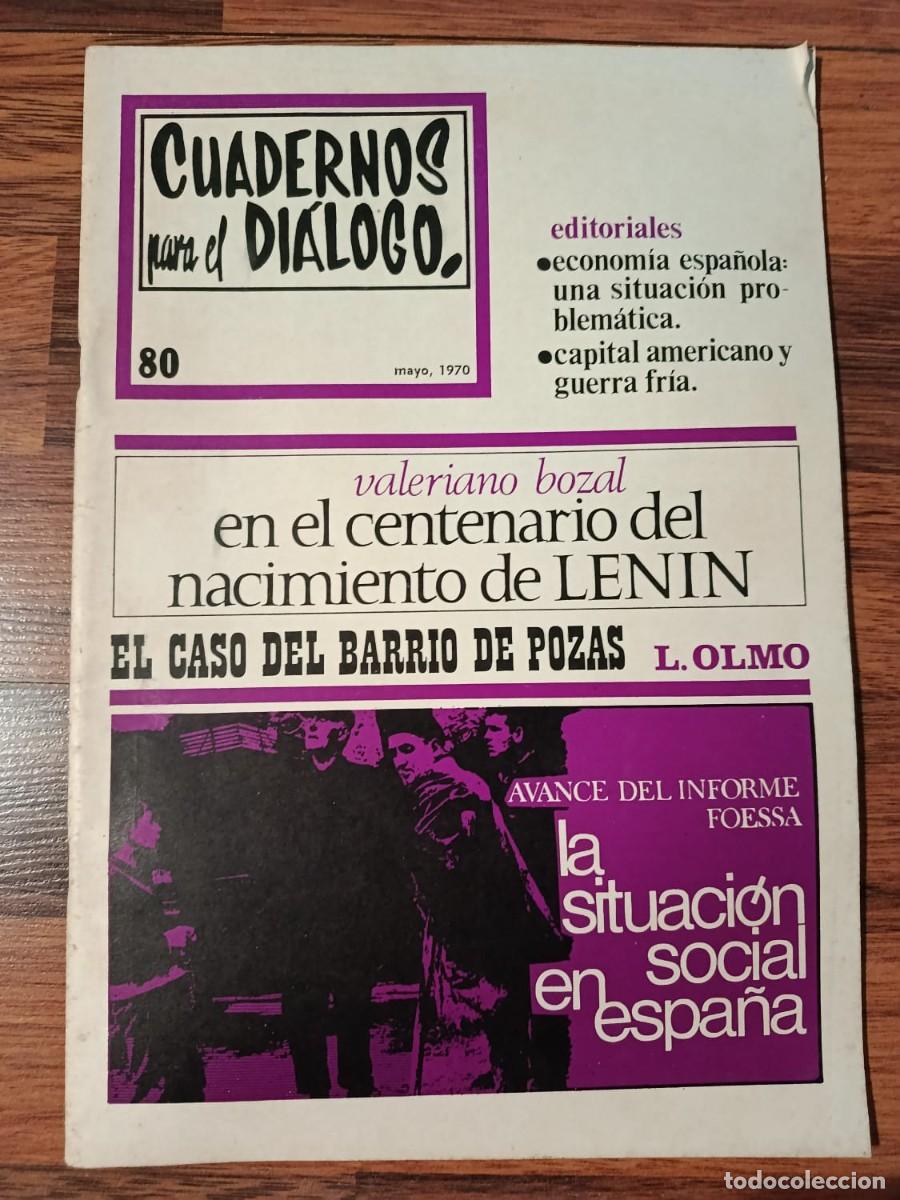 CUADERNOS
para el DIÁLOGO.
80
mayo, 1970
editoriales
•economía española:
una situación pro-
blemática.
•capital americano y
guerra fría.
valeriano bozal
en el centenario del
nacimiento de LENIN
EL CASO DEL BARRIO DE POZAS L. OLMO
AVANCE DEL INFORME
FOESSA
la
situación
social
en
españa
todocoleccion